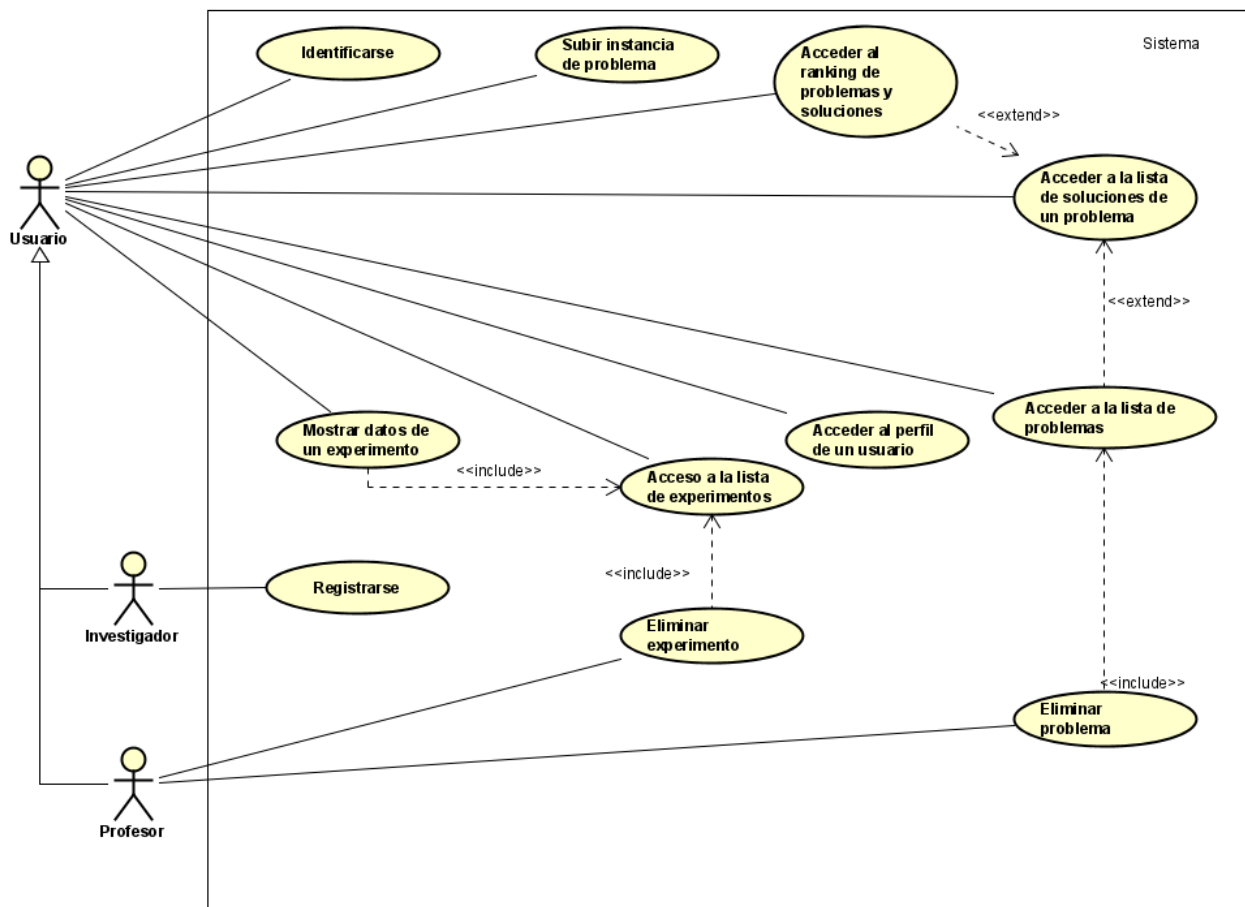 Sistema
Identificarse
Subir instancia
de problema
Acceder al
ranking de
problemas y
soluciones
<<extend>>
Acceder a la lista
de soluciones de
un problema
Usuario
<<extend>>
Mostrar datos de
un experimento
Acceder al perfil
de un usuario
Acceder a la lista de
problemas
<<include>>
Acceso a la lista
de experimentos
<<include>>
Registrarse
Investigador
Eliminar
experimento
<<include>>
Eliminar
problema
Profesor